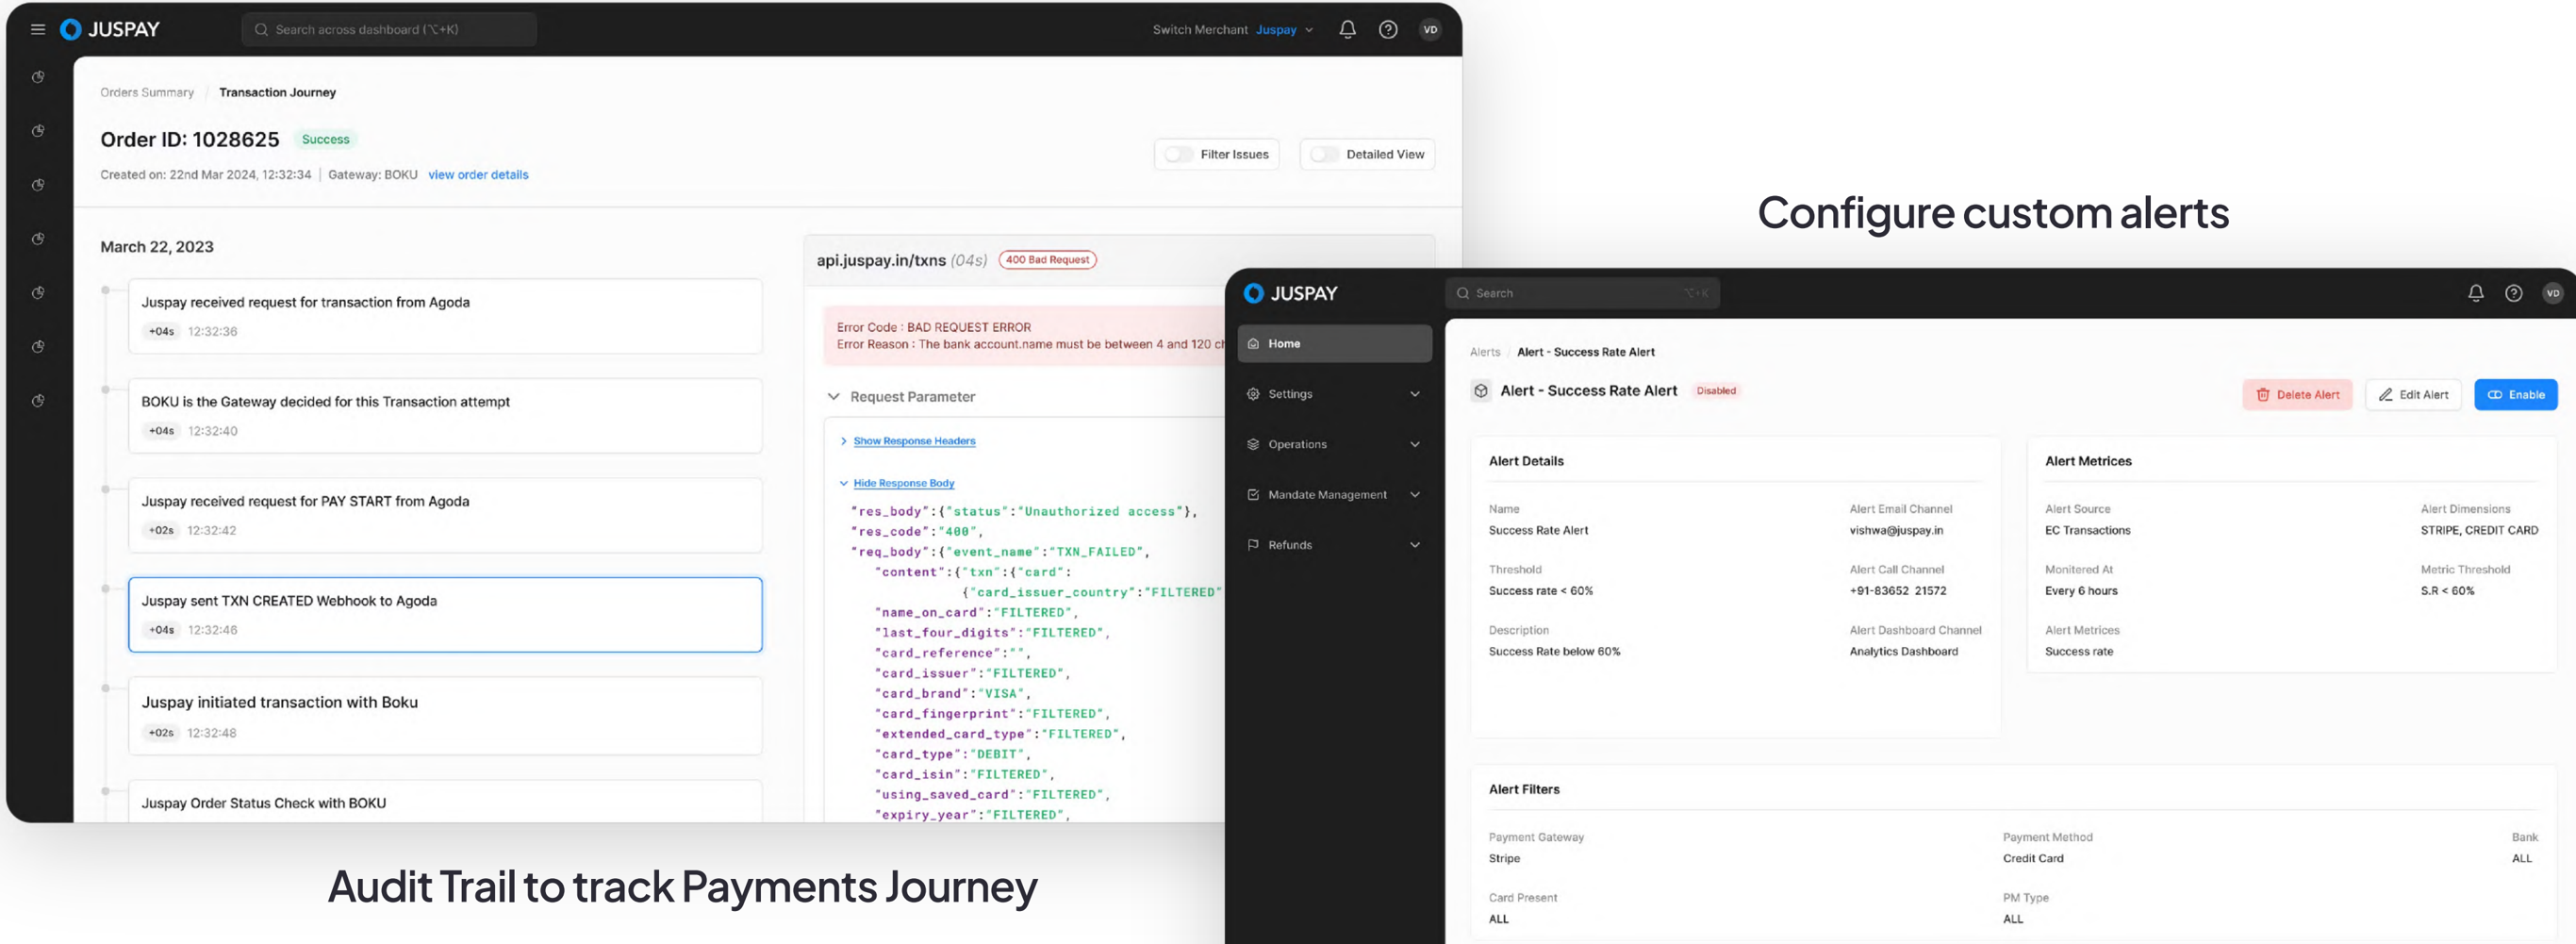 JUSPAY
Search across dashboard (⌥+K)
Switch Merchant Juspay
VD
Orders Summary / Transaction Journey
Order ID: 1028625 Success
Created on: 22nd Mar 2024, 12:32:34 | Gateway: BOKU view order details
Filter Issues
Detailed View
March 22, 2023
Juspay received request for transaction from Agoda
+04s 12:32:36
BOKU is the Gateway decided for this Transaction attempt
+04s 12:32:40
Juspay received request for PAY START from Agoda
+02s 12:32:42
Juspay sent TXN CREATED Webhook to Agoda
+04s 12:32:46
Juspay initiated transaction with Boku
+02s 12:32:48
Juspay Order Status Check with BOKU
api.juspay.in/txns (04s) 400 Bad Request
Error Code : BAD REQUEST ERROR
Error Reason : The bank account.name must be between 4 and 120 ch
Request Parameter
Show Response Headers
Hide Response Body
"res_body":{"status":"Unauthorized access"},
"res_code":"400",
"req_body":{"event_name":"TXN_FAILED",
"content":{"txn":{"card":
{"card_issuer_country":"FILTERED"
"name_on_card":"FILTERED",
"last_four_digits":"FILTERED",
"card_reference":"",
"card_issuer":"FILTERED",
"card_brand":"VISA",
"card_fingerprint":"FILTERED",
"extended_card_type":"FILTERED",
"card_type":"DEBIT",
"card_isin":"FILTERED",
"using_saved_card":"FILTERED",
"expiry_year":"FILTERED",
Audit Trail to track Payments Journey
Configure custom alerts
JUSPAY
Search ⌥+K
VD
Home
Settings
Operations
Mandate Management
Refunds
Alerts / Alert - Success Rate Alert
Alert - Success Rate Alert Disabled
Delete Alert
Edit Alert
Enable
Alert Details
Name
Success Rate Alert
Alert Email Channel
vishwa@juspay.in
Threshold
Success rate < 60%
Alert Call Channel
+91-83652 21572
Description
Success Rate below 60%
Alert Dashboard Channel
Analytics Dashboard
Alert Metrices
Alert Source
EC Transactions
Alert Dimensions
STRIPE, CREDIT CARD
Monitered At
Every 6 hours
Metric Threshold
S.R < 60%
Alert Metrices
Success rate
Alert Filters
Payment Gateway
Stripe
Payment Method
Credit Card
Bank
ALL
Card Present
ALL
PM Type
ALL